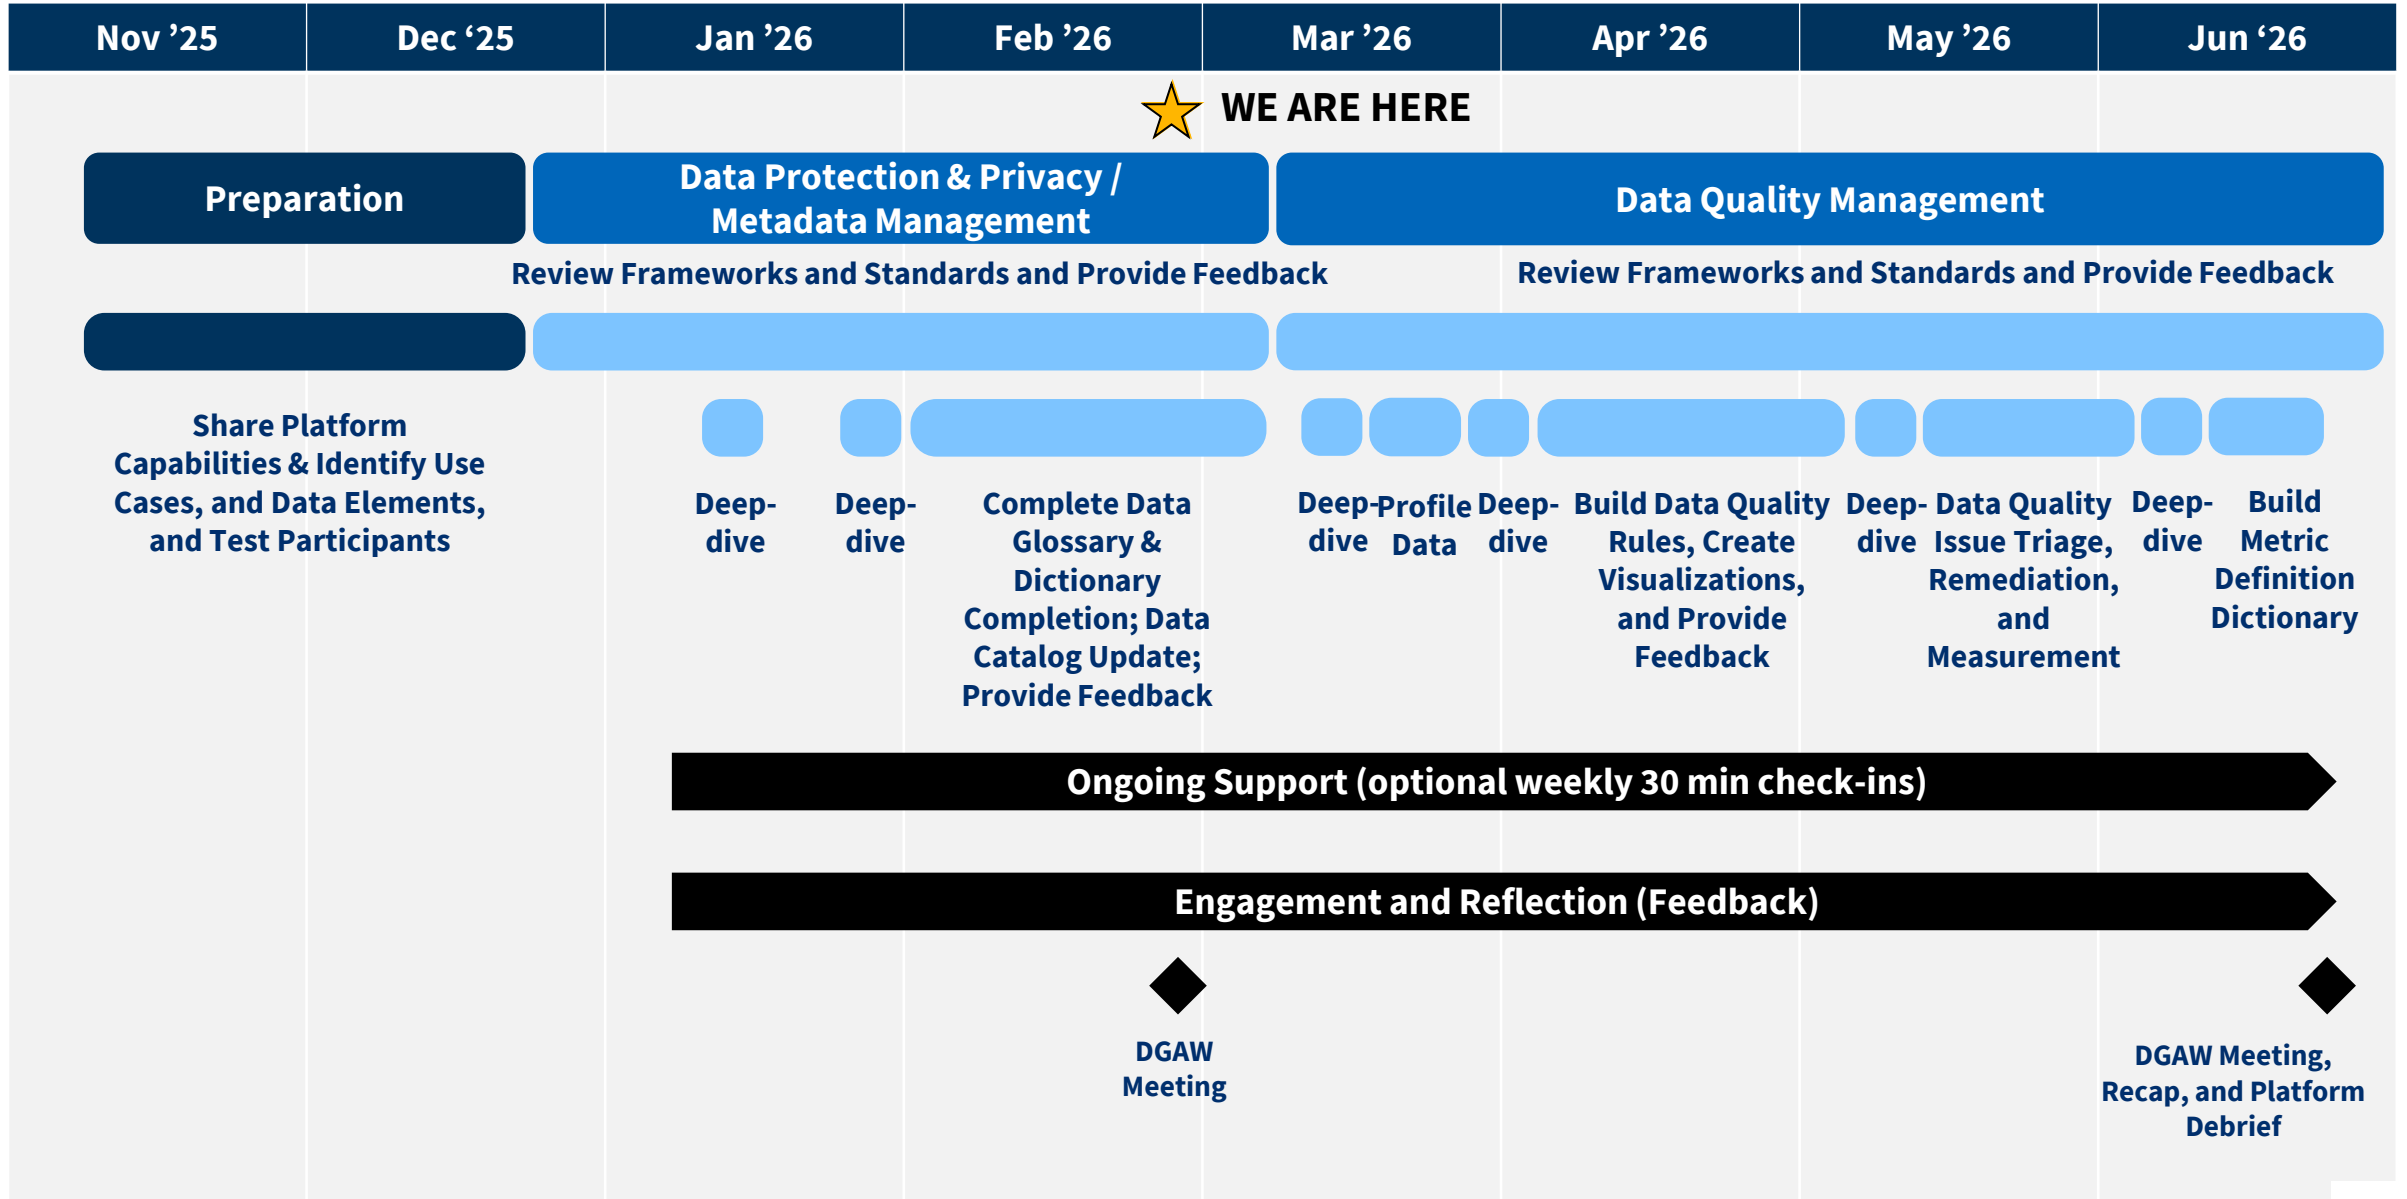 Nov ’25
Dec ‘25
Jan ’26
Feb ’26
Mar ’26
Apr ’26
May ’26
Jun ‘26
WE ARE HERE
Preparation
Data Protection & Privacy /
Metadata Management
Data Quality Management
Review Frameworks and Standards and Provide Feedback
Review Frameworks and Standards and Provide Feedback
Share Platform
Capabilities & Identify Use
Cases, and Data Elements,
and Test Participants
Deep-
dive
Deep-
dive
Complete Data
Glossary &
Dictionary
Completion; Data
Catalog Update;
Provide Feedback
Deep-
dive
Profile
Data
Deep-
dive
Build Data Quality
Rules, Create
Visualizations,
and Provide
Feedback
Deep-
dive
Data Quality
Issue Triage,
Remediation,
and
Measurement
Deep-
dive
Build
Metric
Definition
Dictionary
Ongoing Support (optional weekly 30 min check-ins)
Engagement and Reflection (Feedback)
DGAW
Meeting
DGAW Meeting,
Recap, and Platform
Debrief